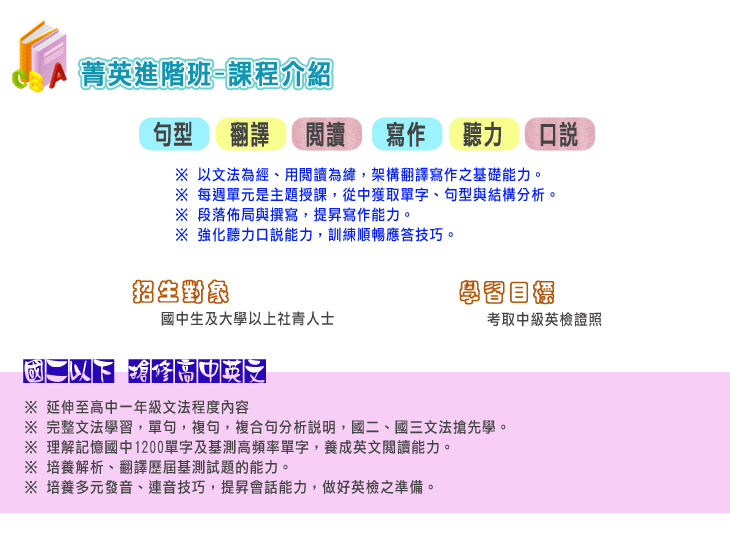 C B A
菁英進階班-課程介紹
句型 翻譯 閱讀 寫作 聽力 口說
※ 以文法為經、用閱讀為緯，架構翻譯寫作之基礎能力。
※ 每週單元是主題授課，從中獲取單字、句型與結構分析。
※ 段落佈局與撰寫，提昇寫作能力。
※ 強化聽力口說能力，訓練順暢應答技巧。
招生對象
國中生及大學以上社青人士
學習目標
考取中級英檢證照
國二以下 搶修高中英文
※ 延伸至高中一年級文法程度內容
※ 完整文法學習，單句，複句，複合句分析說明，國二、國三文法搶先學。
※ 理解記憶國中1200單字及基測高頻率單字，養成英文閱讀能力。
※ 培養解析、翻譯歷屆基測試題的能力。
※ 培養多元發音、連音技巧，提昇會話能力，做好英檢之準備。